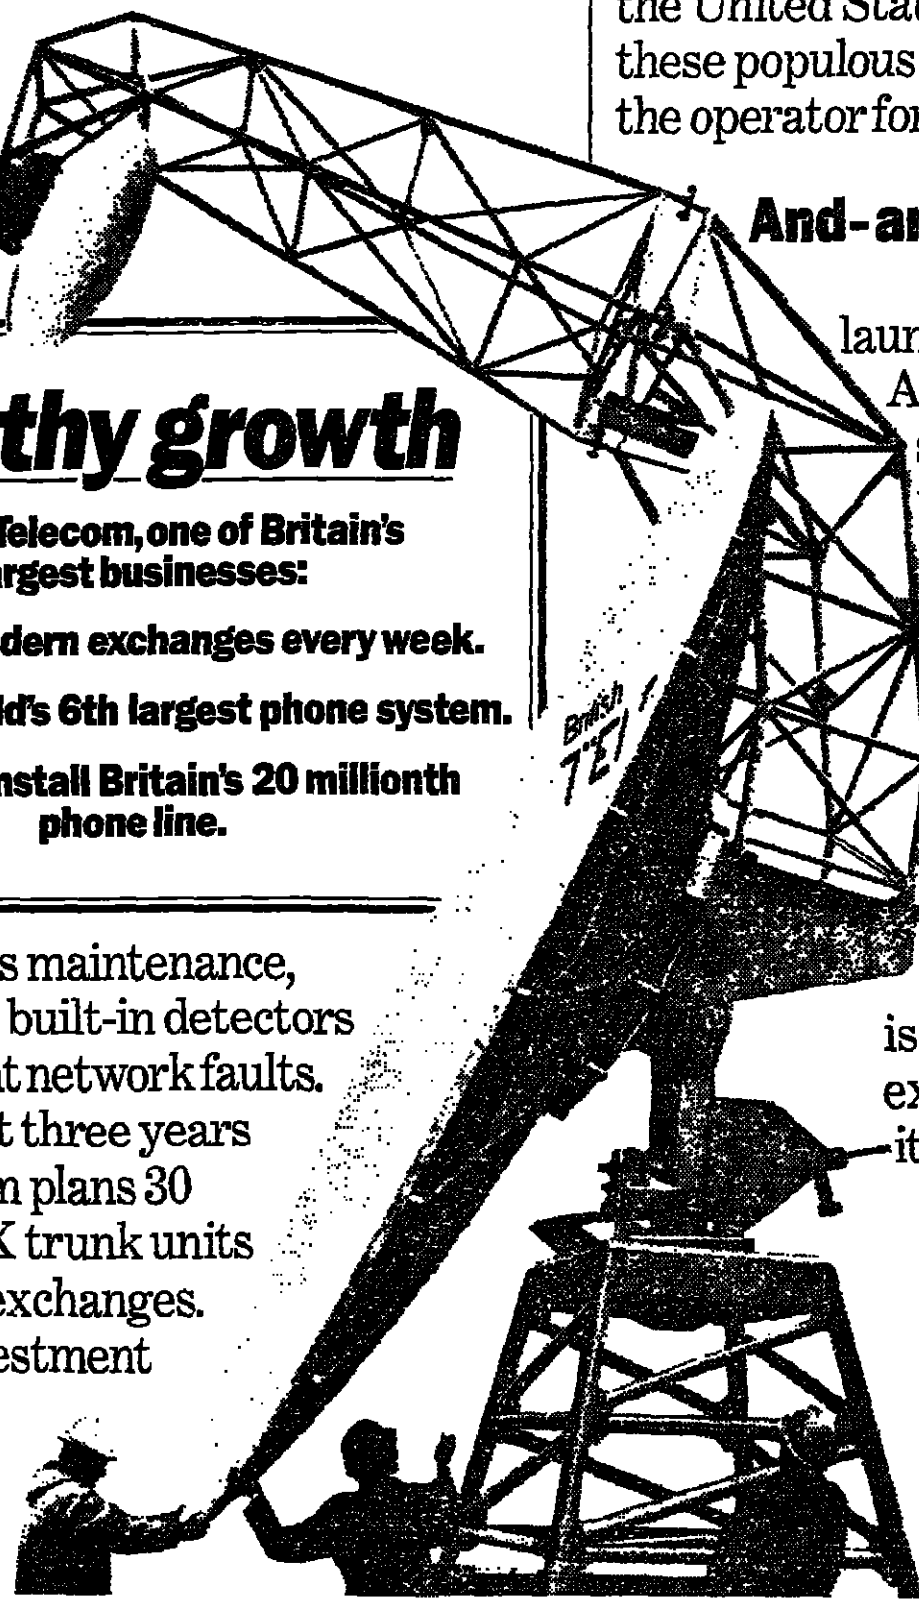 the United Sta
these populous
the operator for
And-ar
laun
A
thy growth
Telecom, one of Britain's
rgest businesses:
dern exchanges every week.
ld's 6th largest phone system.
nstall Britain's 20 millionth
phone line.
British
TE
s maintenance,
built-in detectors
t network faults.
t three years
m plans 30
X trunk units
exchanges.
estment
is
ex
it